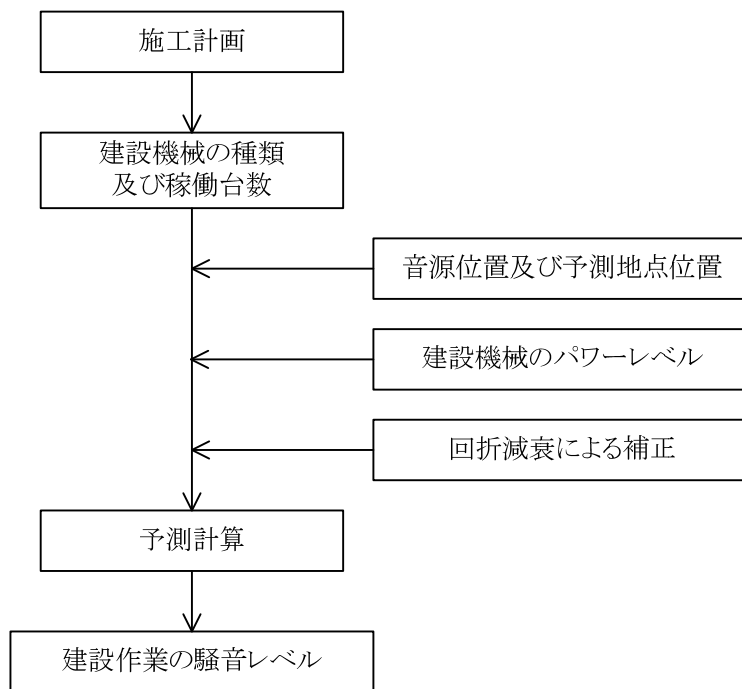 施工計画
建設機械の種類
及び稼働台数
音源位置及び予測地点位置
建設機械のパワーレベル
回折減衰による補正
予測計算
建設作業の騒音レベル